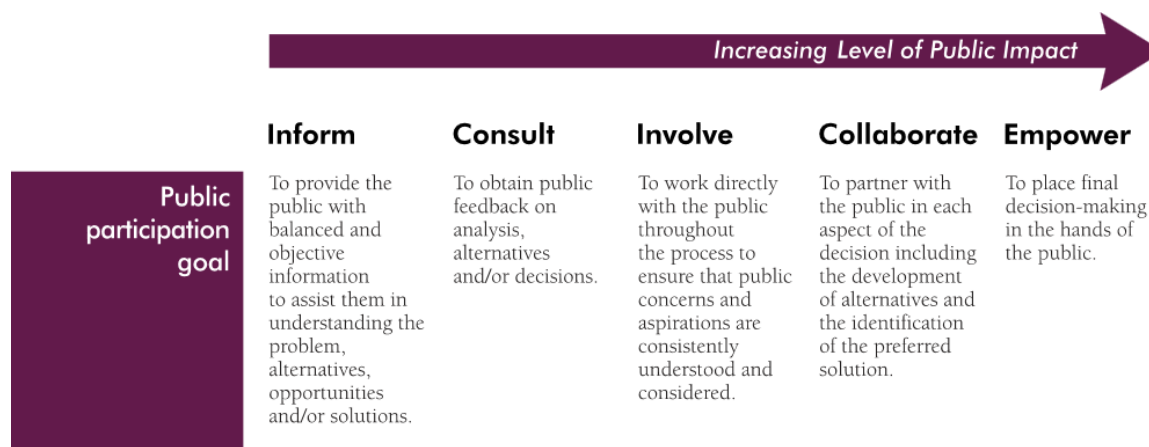 Increasing Level of Public Impact
Inform
Consult
Involve
Collaborate
Empower
Public
participation
goal
To provide the
public with
balanced and
objective
information
to assist them in
understanding the
problem,
alternatives,
opportunities
and/or solutions.
To obtain public
feedback on
analysis,
alternatives
and/or decisions.
To work directly
with the public
throughout
the process to
ensure that public
concerns and
aspirations are
consistently
understood and
considered.
To partner with
the public in each
aspect of the
decision including
the development
of alternatives and
the identification
of the preferred
solution.
To place final
decision-making
in the hands of
the public.